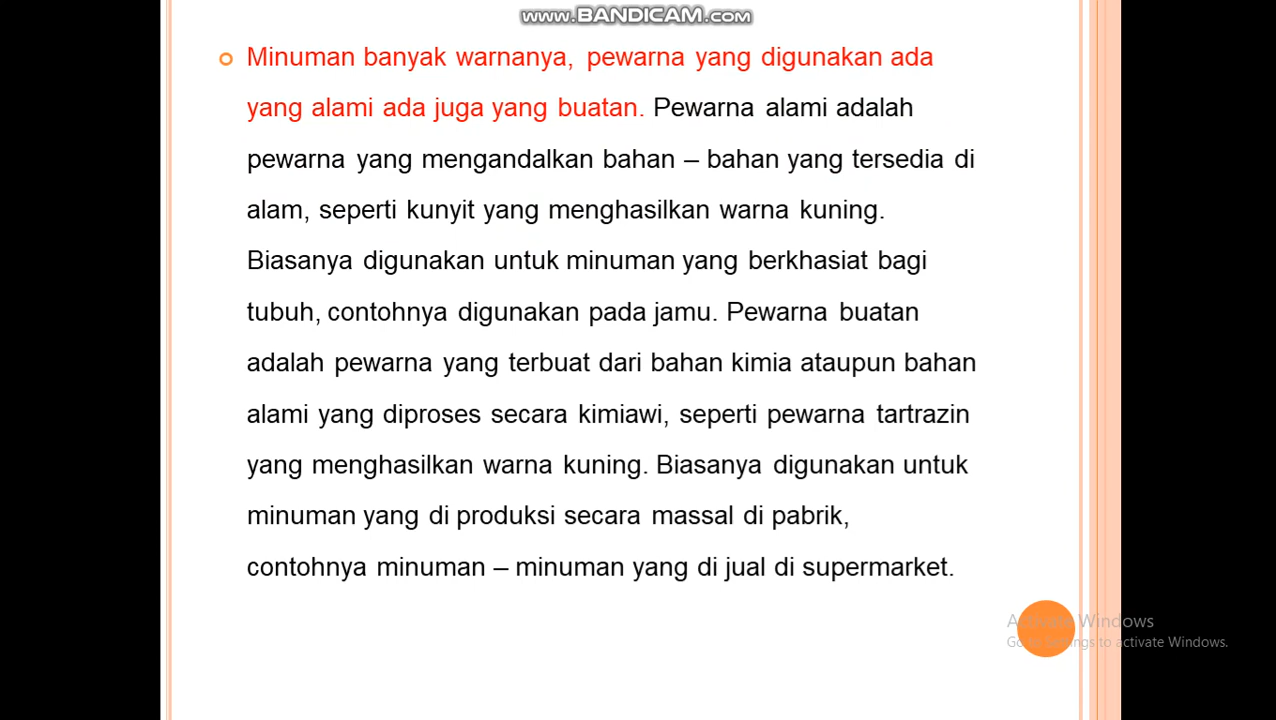 www.BANDICAM.com
Minuman banyak warnanya, pewarna yang digunakan ada
yang alami ada juga yang buatan. Pewarna alami adalah
pewarna yang mengandalkan bahan – bahan yang tersedia di
alam, seperti kunyit yang menghasilkan warna kuning.
Biasanya digunakan untuk minuman yang berkhasiat bagi
tubuh, contohnya digunakan pada jamu. Pewarna buatan
adalah pewarna yang terbuat dari bahan kimia ataupun bahan
alami yang diproses secara kimiawi, seperti pewarna tartrazin
yang menghasilkan warna kuning. Biasanya digunakan untuk
minuman yang di produksi secara massal di pabrik,
contohnya minuman – minuman yang di jual di supermarket.
Activate Windows
Go to Settings to activate Windows.